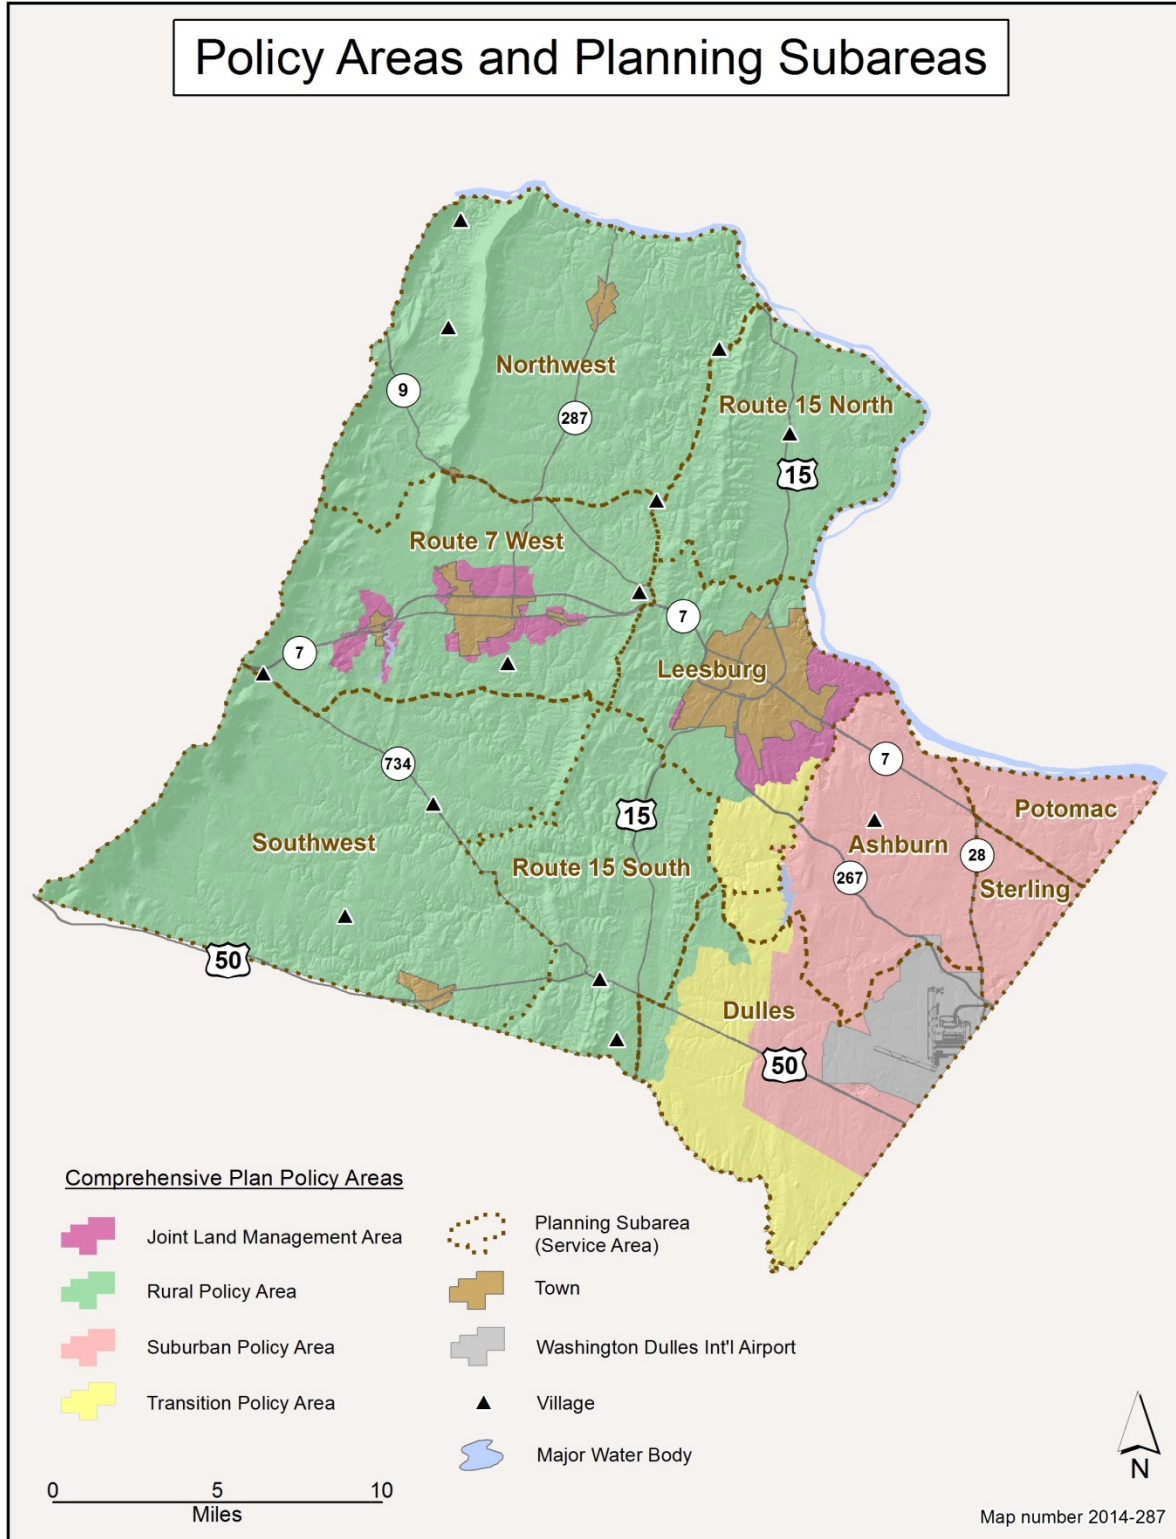 Policy Areas and Planning Subareas
Northwest
9
287
Route 15 North
15
Route 7 West
7
7
Leesburg
734
7
15
Potomac
Southwest
Ashburn
28
Route 15 South
267
Sterling
50
Dulles
50
Comprehensive Plan Policy Areas
Joint Land Management Area
Rural Policy Area
Suburban Policy Area
Transition Policy Area
Planning Subarea
(Service Area)
Town
Washington Dulles Int'l Airport
Village
Major Water Body
0 5 10
Miles
N
Map number 2014-287